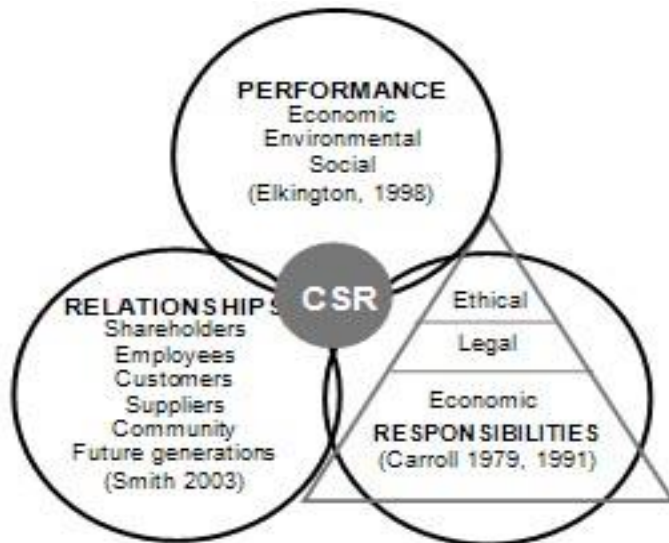 PERFORMANCE
Economic
Environmental
Social
(Elkington, 1998)
CSR
RELATIONSHIPS
Shareholders
Employees
Customers
Suppliers
Community
Future generations
(Smith 2003)
Ethical
Legal
Economic
RESPONSIBILITIES
(Carroll 1979, 1991)